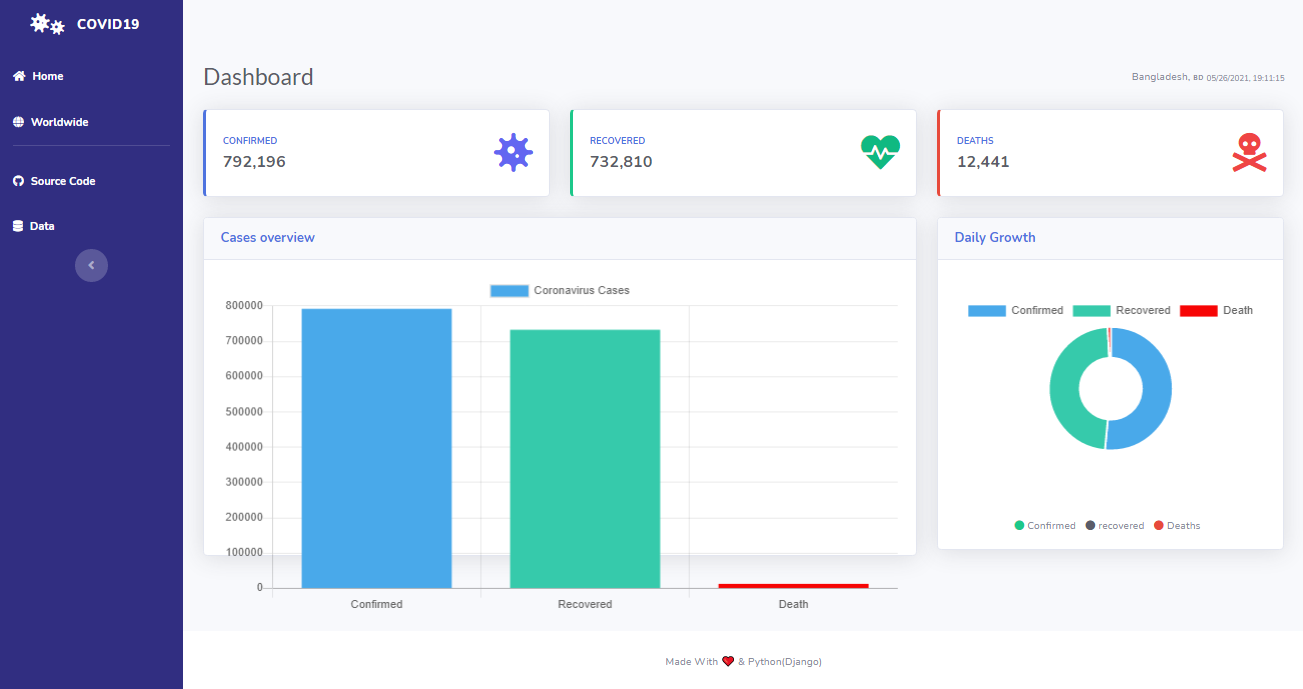 COVID19
Home
Worldwide
Source Code
Data
Dashboard
Bangladesh, BD 05/26/2021, 19:11:15
CONFIRMED
792,196
RECOVERED
732,810
DEATHS
12,441
Cases overview
Coronavirus Cases
800000
700000
600000
500000
400000
300000
200000
100000
0
Confirmed Recovered Death
Daily Growth
Confirmed Recovered Death
Confirmed recovered Deaths
Made With ❤ & Python(Django)